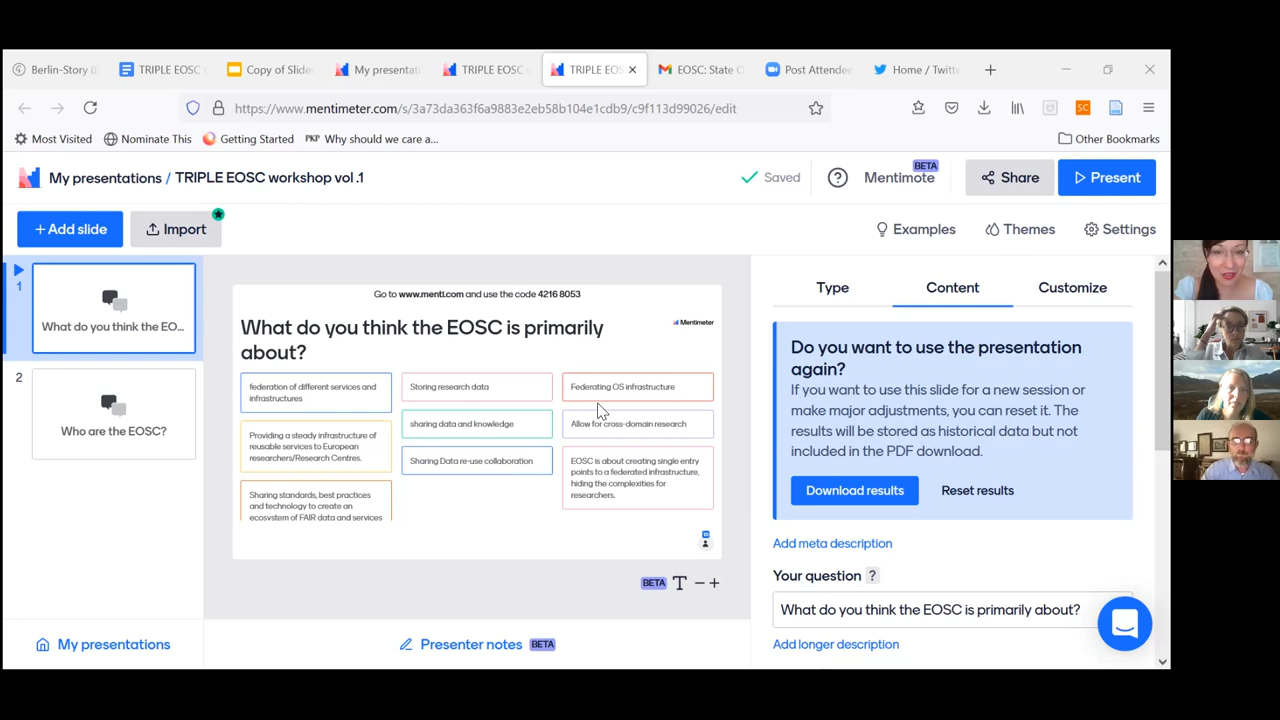 Berlin-Story
TRIPLE EOSC
Copy of Slides
My presentati
TRIPLE EOSC
TRIPLE EOS
EOSC: State O
Post Attende
Home / Twitte
https://www.mentimeter.com/s/3a73da363f6a9883e2eb58b104e1cdb9/c9f113d99026/edit
SC
Most Visited
Nominate This
Getting Started
PKP
Why should we care a...
Other Bookmarks
My presentations / TRIPLE EOSC workshop vol .1
Saved
?
Mentimote
BETA
Share
Present
+ Add slide
Import
Examples
Themes
Settings
1
What do you think the EO...
2
Who are the EOSC?
Go to www.menti.com and use the code 4216 8053
What do you think the EOSC is primarily
about?
Mentimeter
federation of different services and
infrastructures
Providing a steady infrastructure of
reusable services to European
researchers/Research Centres.
Sharing standards, best practices
and technology to create an
ecosystem of FAIR data and services
Storing research data
sharing data and knowledge
Sharing Data re-use collaboration
Federating OS infrastructure
Allow for cross-domain research
EOSC is about creating single entry
points to a federated infrastructure,
hiding the complexities for
researchers.
BETA
T
My presentations
Presenter notes
BETA
Type
Content
Customize
Do you want to use the presentation
again?
If you want to use this slide for a new session or
make major adjustments, you can reset it. The
results will be stored as historical data but not
included in the PDF download.
Download results
Reset results
Add meta description
Your question
?
What do you think the EOSC is primarily about?
Add longer description